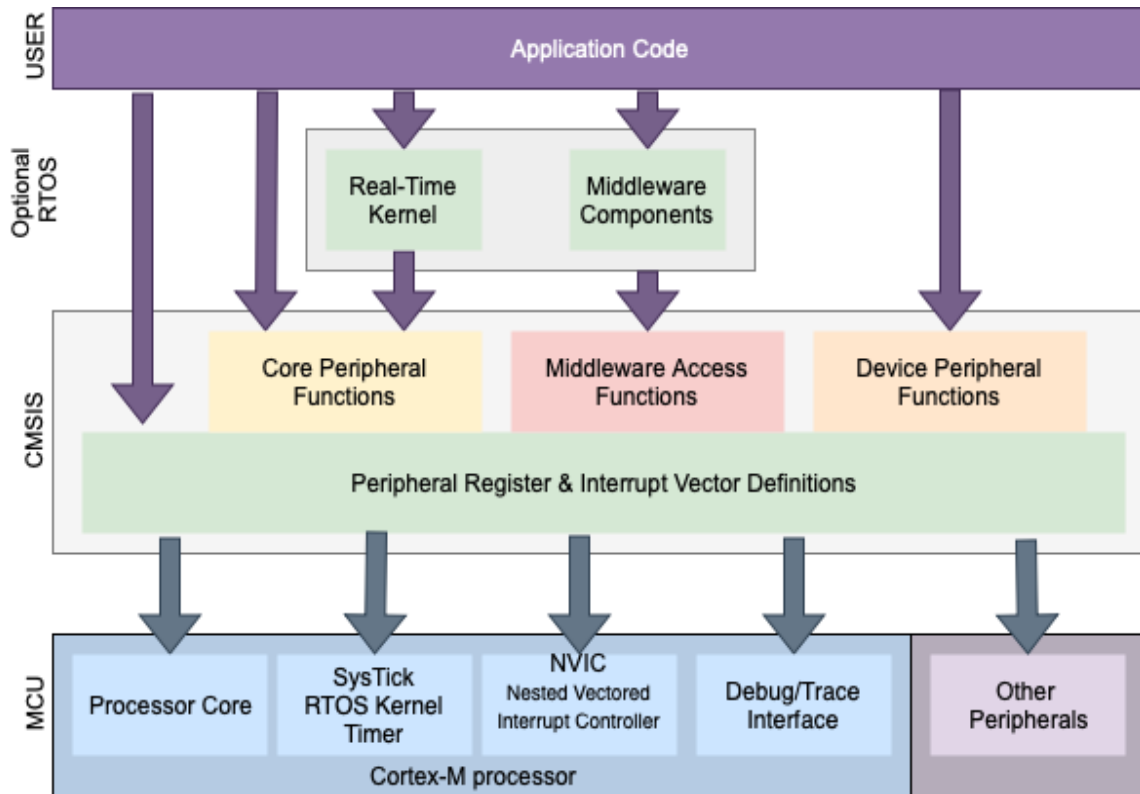 USER
Application Code
Optional
RTOS
Real-Time
Kernel
Middleware
Components
CMSIS
Core Peripheral
Functions
Middleware Access
Functions
Device Peripheral
Functions
Peripheral Register & Interrupt Vector Definitions
MCU
Processor Core
SysTick
RTOS Kernel
Timer
NVIC
Nested Vectored
Interrupt Controller
Debug/Trace
Interface
Other
Peripherals
Cortex-M processor